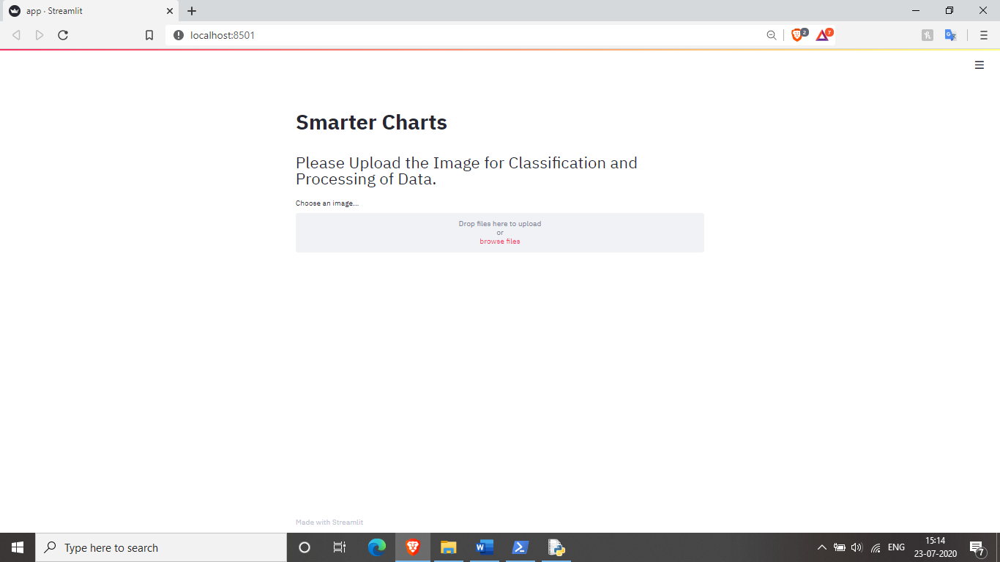 app · Streamlit
localhost:8501
2
7
Smarter Charts
Please Upload the Image for Classification and
Processing of Data.
Choose an image...
Drop files here to upload
or
browse files
Made with Streamlit
Type here to search
ENG
15:14
23-07-2020
7